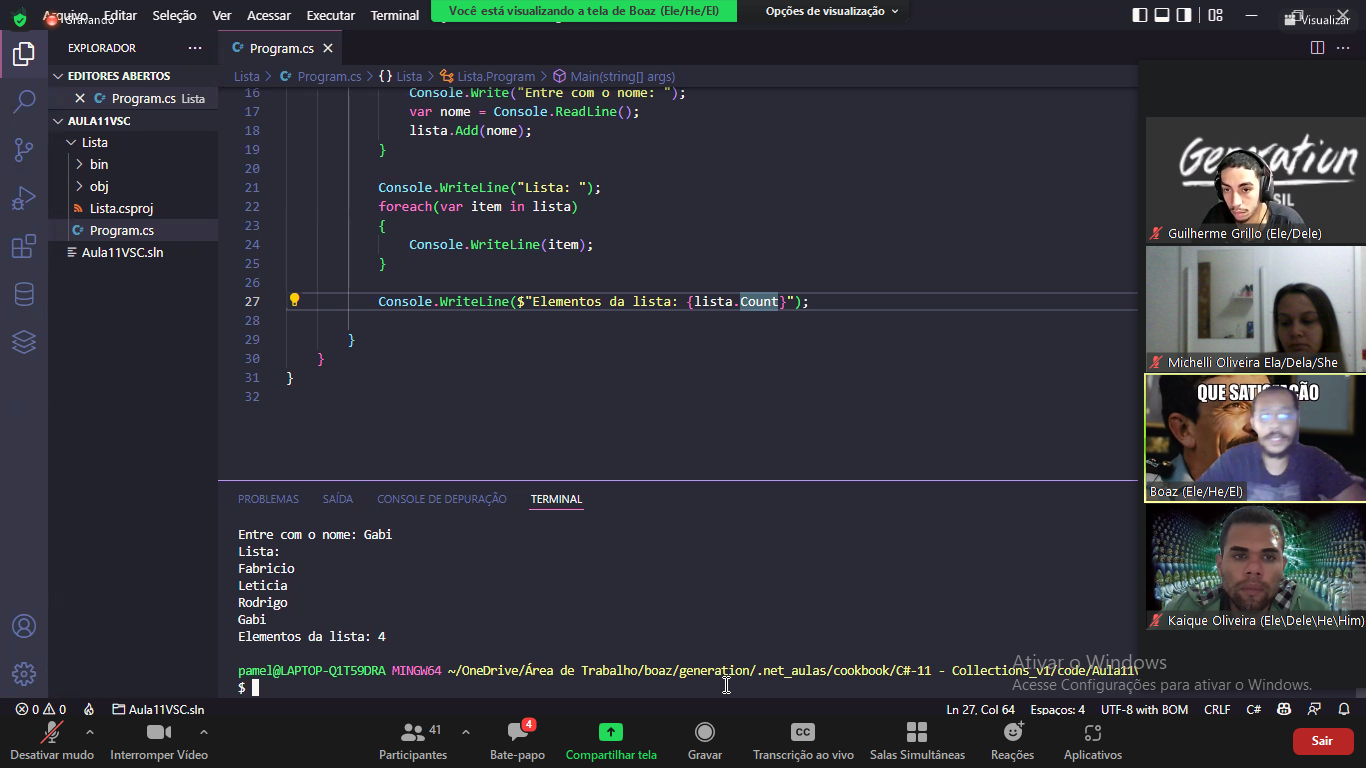 Arquivo Editar Seleção Ver Acessar Executar Terminal
Gravando
Você está visualizando a tela de Boaz (Ele/He/El)
Opções de visualização
Visualizar
EXPLORADOR
EDITORES ABERTOS
Program.cs Lista
AULA11VSC
Lista
bin
obj
Lista.csproj
Program.cs
Aula11VSC.sln
Program.cs
Lista > Program.cs > {} Lista > Lista.Program > Main(string[] args)
16 Console.Write("Entre com o nome: ");
17 var nome = Console.ReadLine();
18 lista.Add(nome);
19 }
20
21 Console.WriteLine("Lista: ");
22 foreach(var item in lista)
23 {
24 Console.WriteLine(item);
25 }
26
27 Console.WriteLine($"Elementos da lista: {lista.Count}");
28
29 }
30 }
31 }
32
PROBLEMAS SAÍDA CONSOLE DE DEPURAÇÃO TERMINAL
Entre com o nome: Gabi
Lista:
Fabricio
Leticia
Rodrigo
Gabi
Elementos da lista: 4
pamel@LAPTOP-Q1T59DRA MINGW64 ~/OneDrive/Área de Trabalho/boaz/generation/.net_aulas/cookbook/C#-11 - Collections_v1/code/Aula11
$
Generation
SIL
Guilherme Grillo (Ele/Dele)
Michelli Oliveira Ela/Dela/She
Boaz (Ele/He/El)
Kaique Oliveira (Ele\Dele\He\Him)
Ativar o Windows
Acesse Configurações para ativar o Windows.
0 0 Aula11VSC.sln
Ln 27, Col 64 Espaços: 4 UTF-8 with BOM CRLF C#
Desativar mudo
Interromper Vídeo
41
Participantes
4
Bate-papo
Compartilhar tela
Gravar
CC
Transcrição ao vivo
Salas Simultâneas
Reações
Aplicativos
Sair